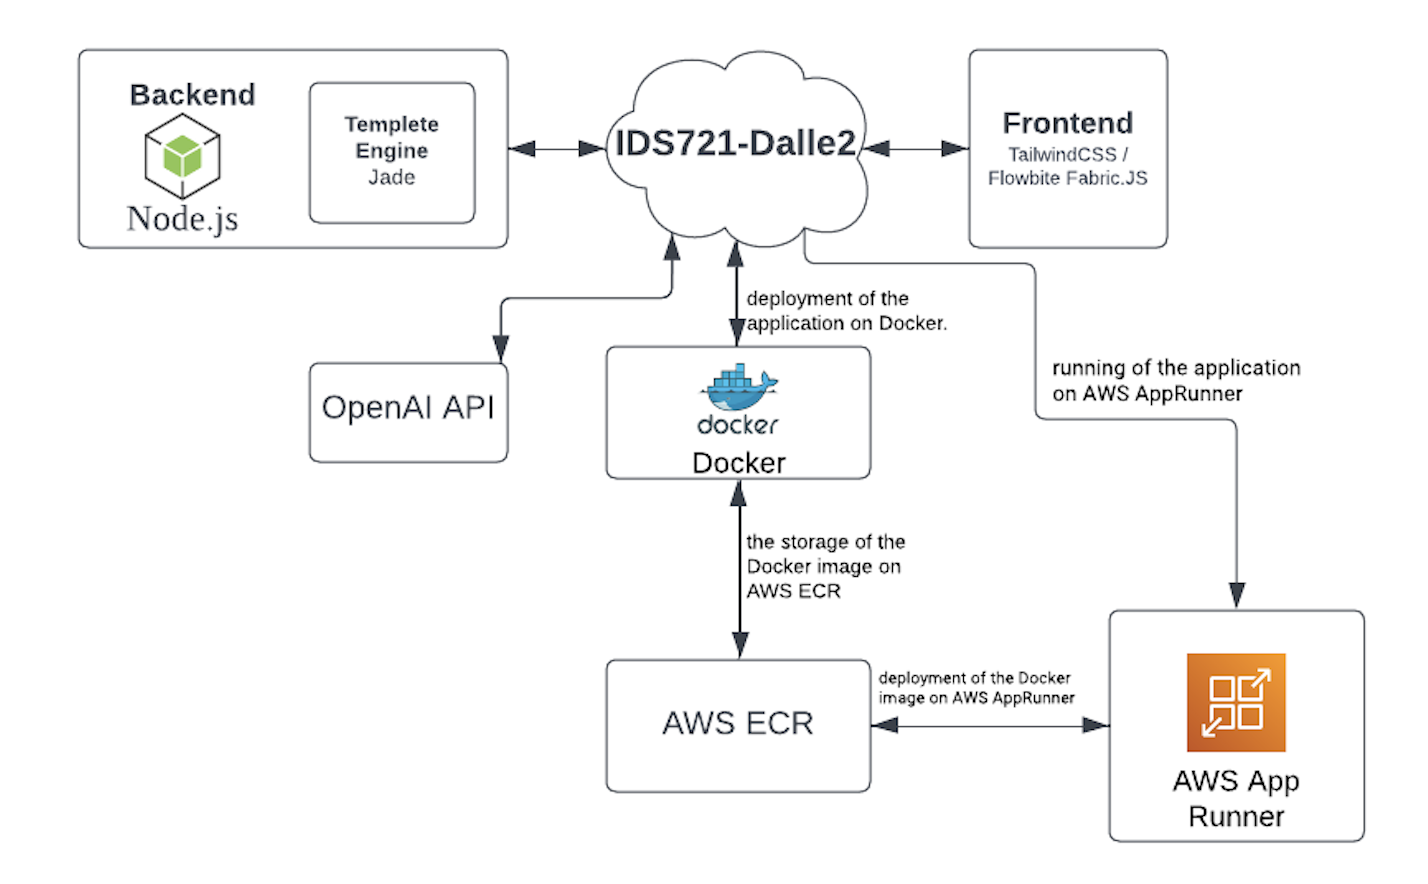 Backend
Node.js
Templete
Engine
Jade
IDS721-Dalle2
Frontend
TailwindCSS /
Flowbite Fabric.JS
deployment of the
application on Docker.
running of the application
on AWS AppRunner
OpenAI API
docker
Docker
the storage of the
Docker image on
AWS ECR
AWS ECR
deployment of the Docker
image on AWS AppRunner
AWS App
Runner